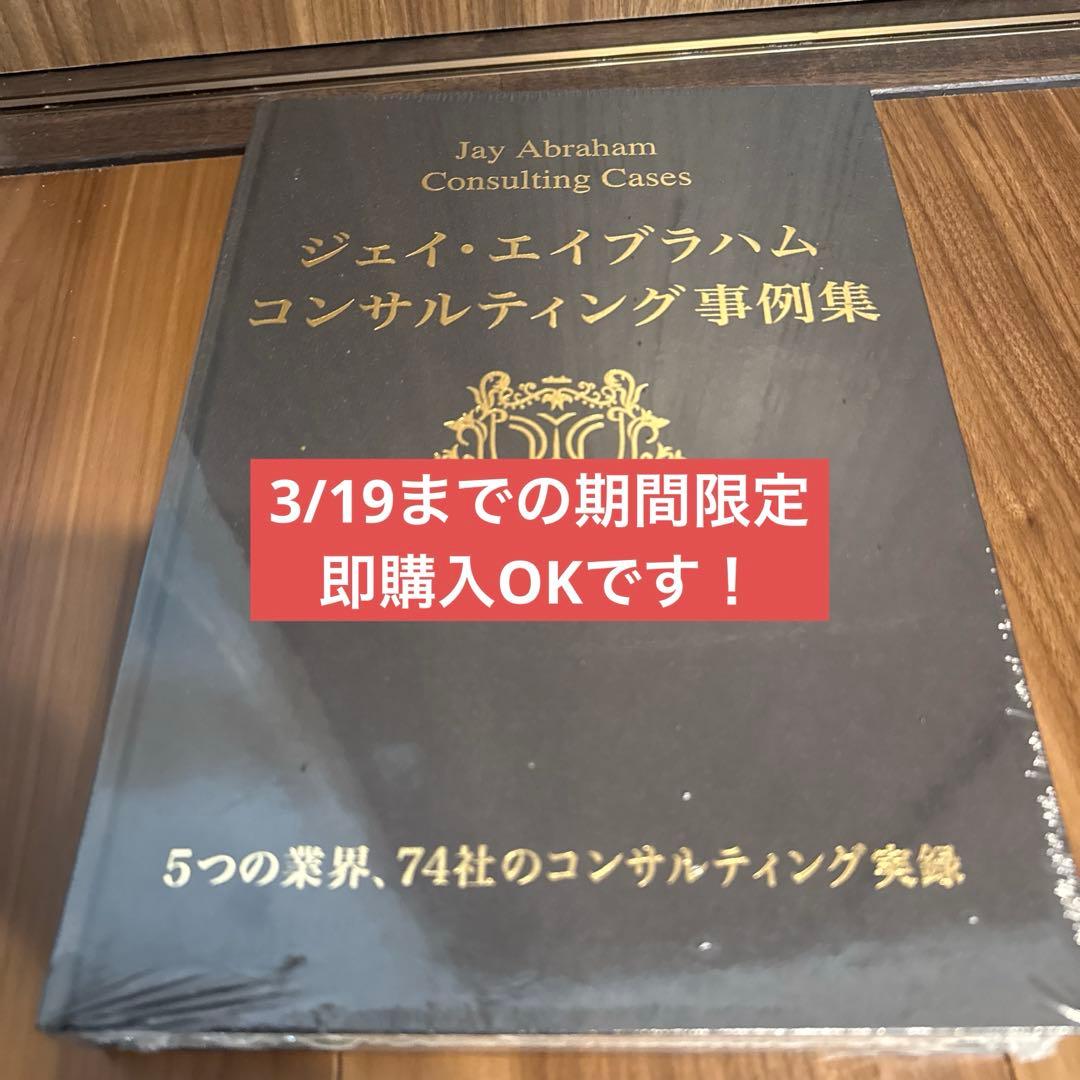 Jay Abraham
Consulting Cases
ジェイ・エイブラハム
コンサルティング事例集
3/19までの期間限定
即購入OKです！
5つの業界、74社のコンサルティング実録